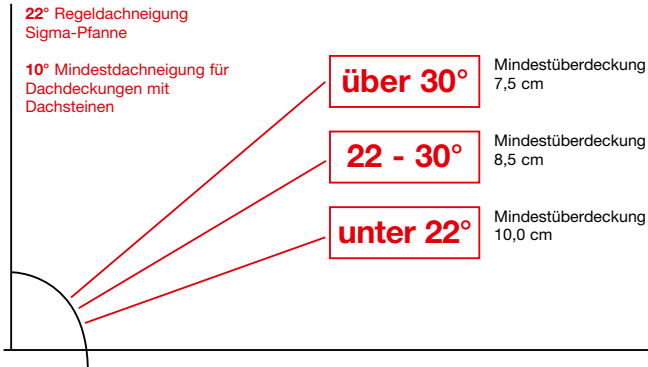 22° Regeldachneigung
Sigma-Pfanne
10° Mindestdachneigung für
Dachdeckungen mit
Dachsteinen
über 30°
Mindestüberdeckung
7,5 cm
22 - 30°
Mindestüberdeckung
8,5 cm
unter 22°
Mindestüberdeckung
10,0 cm